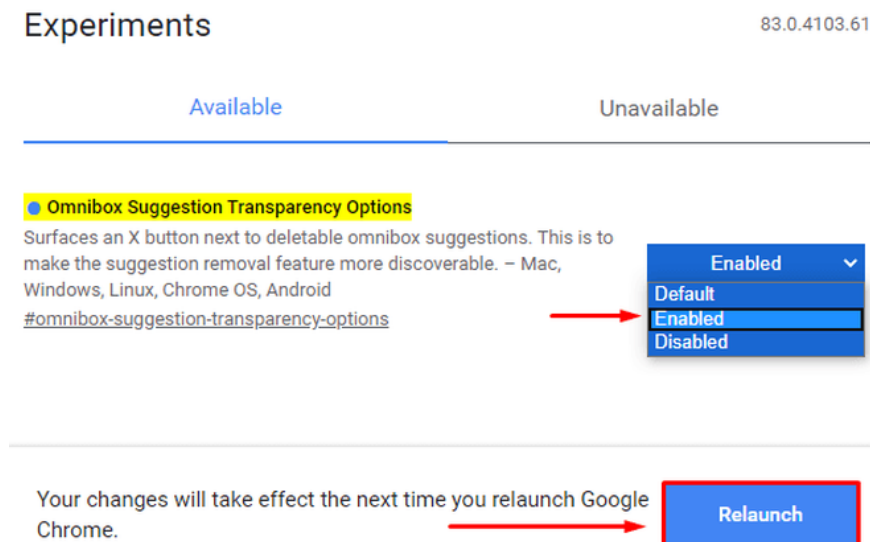 Experiments
83.0.4103.61
Available
Unavailable
Omnibox Suggestion Transparency Options
Surfaces an X button next to deletable omnibox suggestions. This is to
make the suggestion removal feature more discoverable. – Mac,
Windows, Linux, Chrome OS, Android
#omnibox-suggestion-transparency-options
Enabled
Default
Enabled
Disabled
Your changes will take effect the next time you relaunch Google
Chrome.
Relaunch